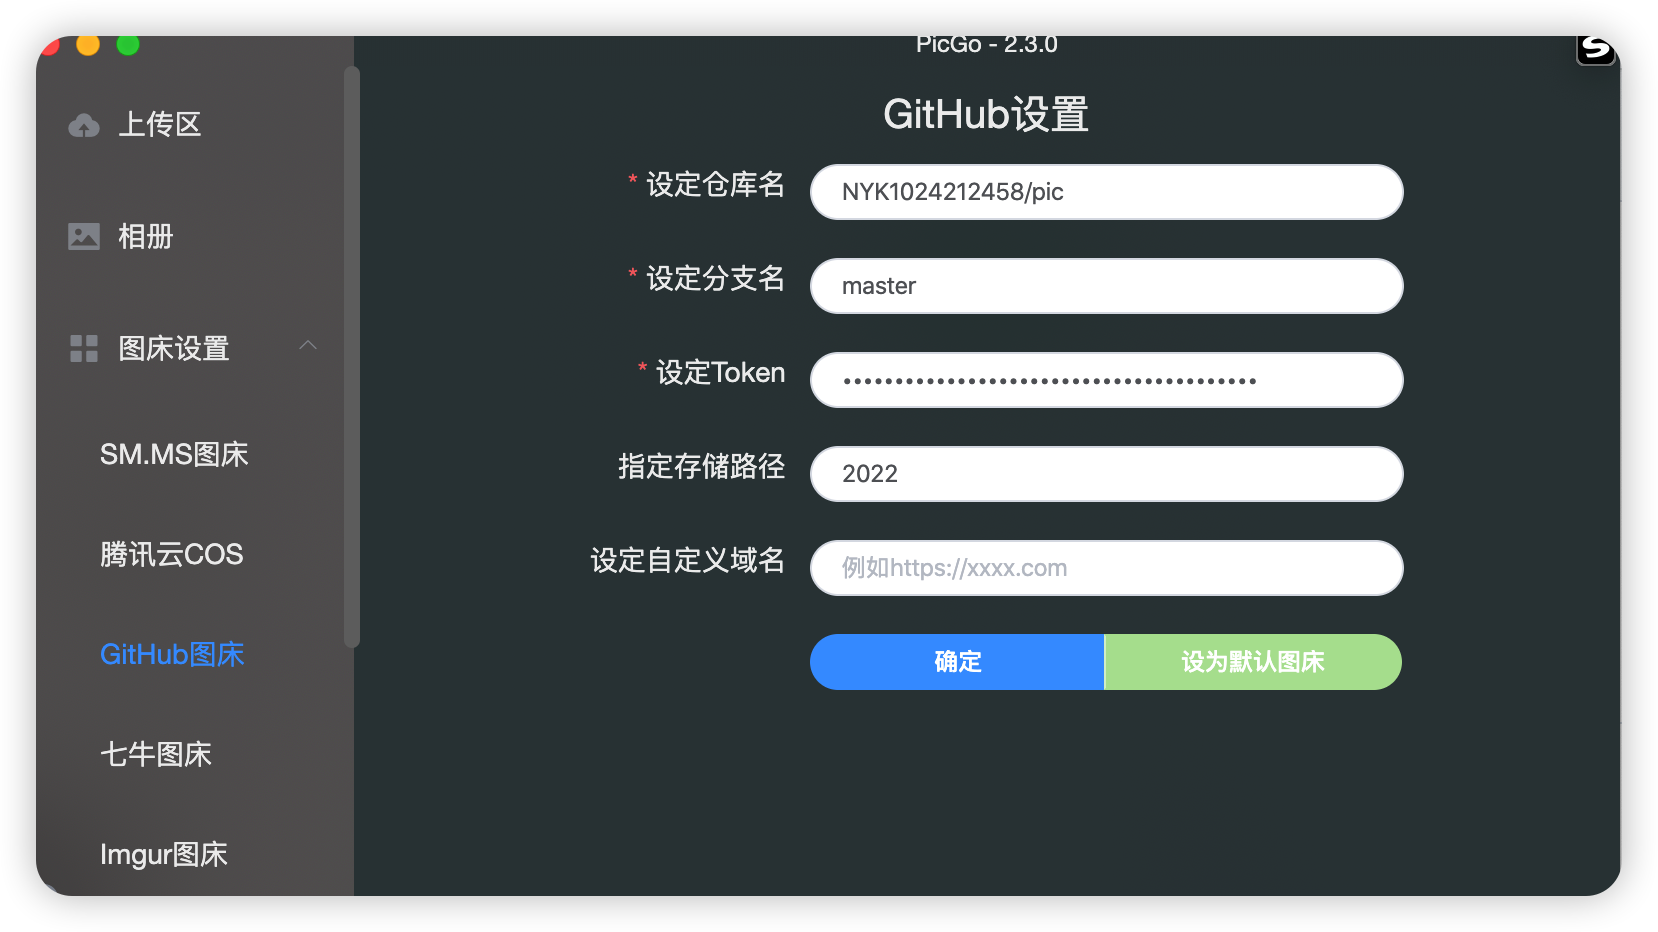 PicGo - 2.3.0
上传区
相册
图床设置
SM.MS图床
腾讯云COS
GitHub图床
七牛图床
Imgur图床
GitHub设置
* 设定仓库名
NYK1024212458/pic
* 设定分支名
master
* 设定Token
••••••••••••••••••••••••••••••••••••••••
指定存储路径
2022
设定自定义域名
例如https://xxxx.com
确定
设为默认图床